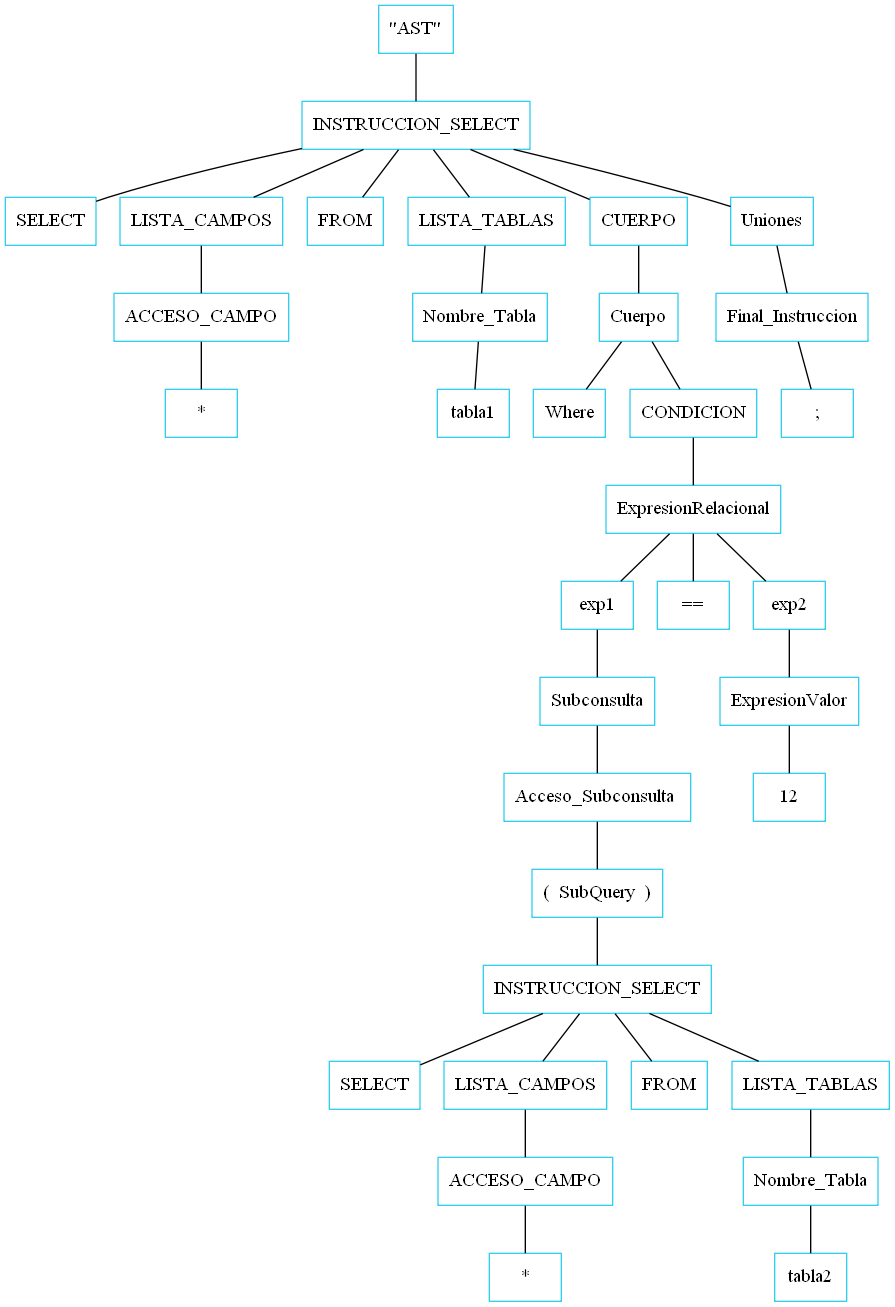 "AST"
INSTRUCCION_SELECT
SELECT LISTA_CAMPOS FROM LISTA_TABLAS CUERPO Uniones
ACCESO_CAMPO Nombre_Tabla Cuerpo Final_Instruccion
* tabla1 Where CONDICION ;
ExpresionRelacional
exp1 == exp2
Subconsulta ExpresionValor
Acceso_Subconsulta 12
( SubQuery )
INSTRUCCION_SELECT
SELECT LISTA_CAMPOS FROM LISTA_TABLAS
ACCESO_CAMPO Nombre_Tabla
* tabla2